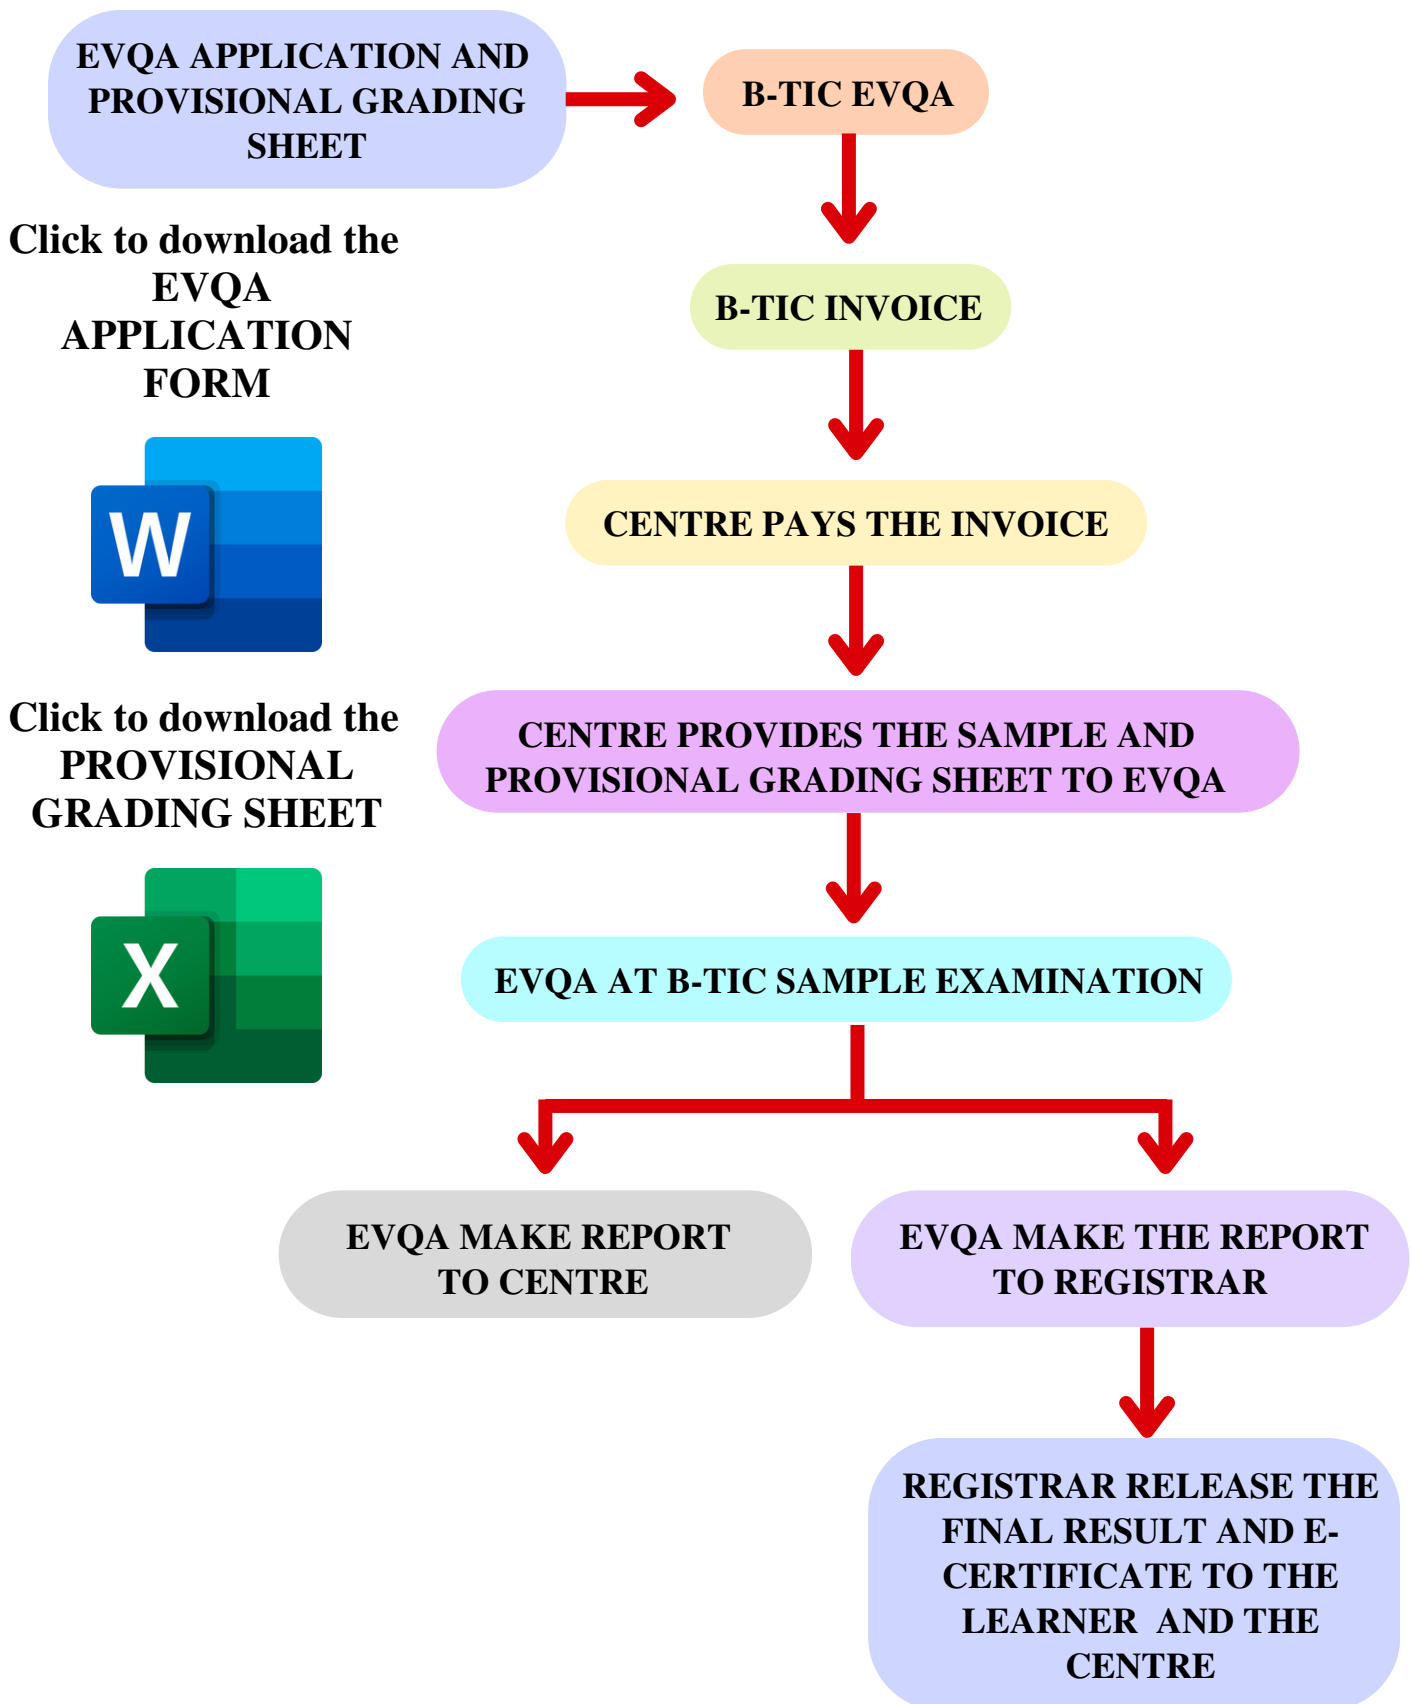 EVQA APPLICATION AND
PROVISIONAL GRADING
SHEET
B-TIC EVQA
Click to download the
EVQA
APPLICATION
FORM
B-TIC INVOICE
W
CENTRE PAYS THE INVOICE
Click to download the
PROVISIONAL
GRADING SHEET
CENTRE PROVIDES THE SAMPLE AND
PROVISIONAL GRADING SHEET TO EVQA
X
EVQA AT B-TIC SAMPLE EXAMINATION
EVQA MAKE REPORT
TO CENTRE
EVQA MAKE THE REPORT
TO REGISTRAR
REGISTRAR RELEASE THE
FINAL RESULT AND E-
CERTIFICATE TO THE
LEARNER AND THE
CENTRE